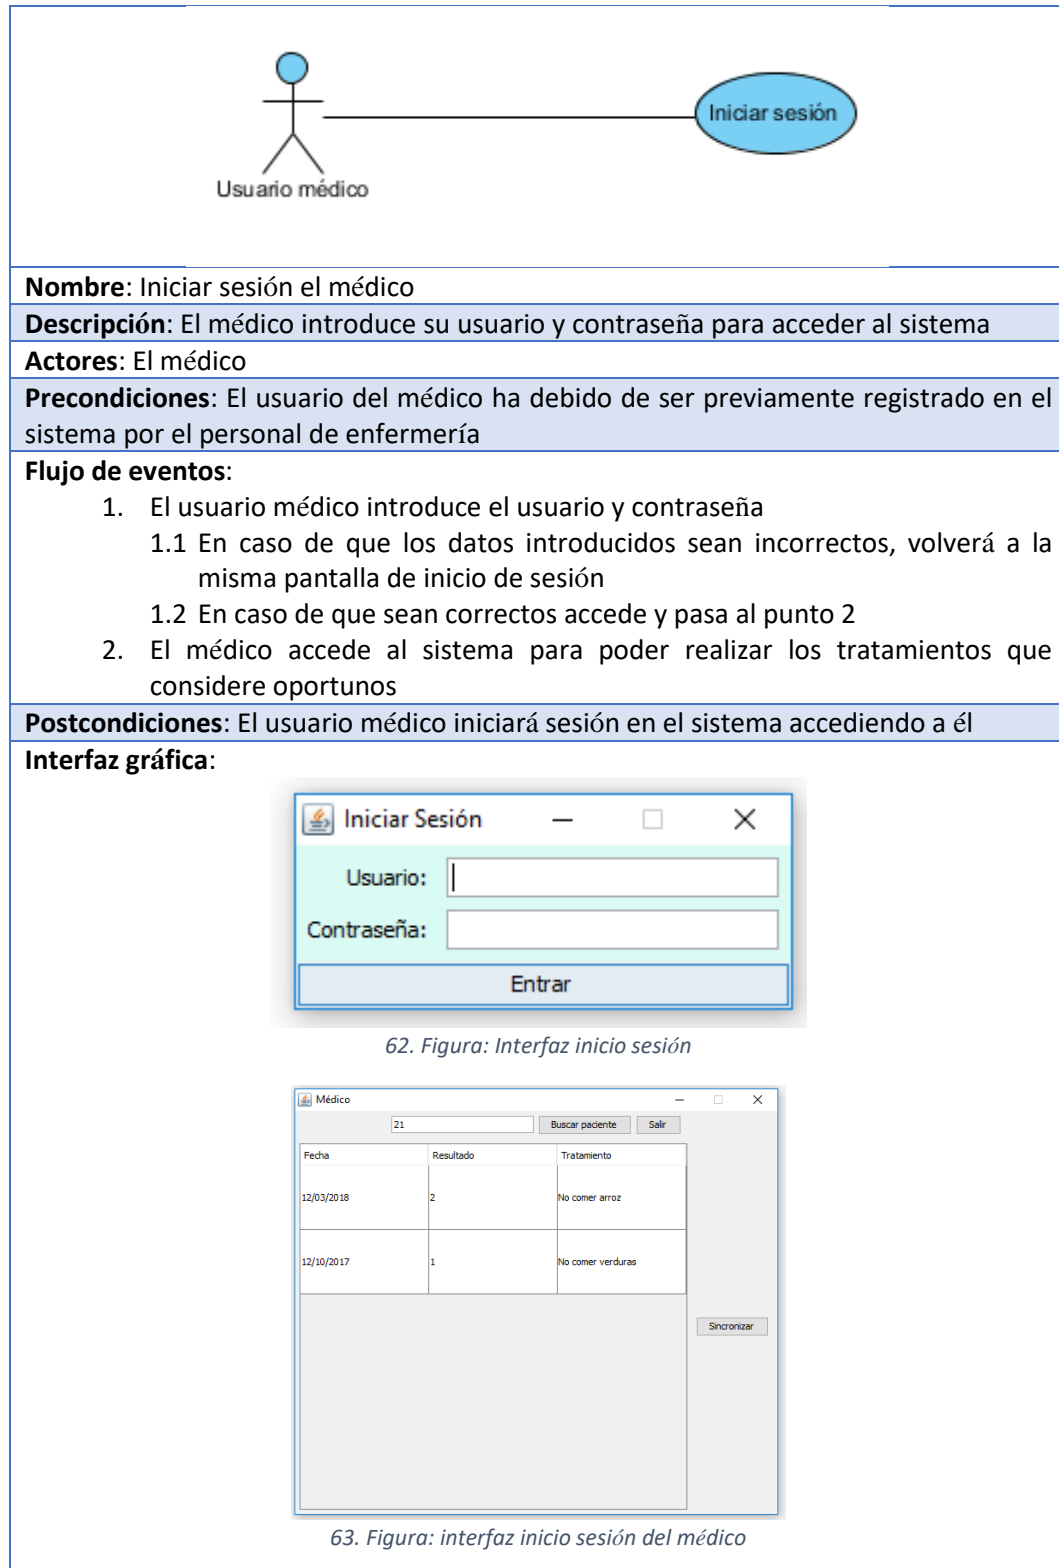 Iniciar sesión
Usuario médico
Nombre: Iniciar sesión el médico
Descripción: El médico introduce su usuario y contraseña para acceder al sistema
Actores: El médico
Precondiciones: El usuario del médico ha debido de ser previamente registrado en el
sistema por el personal de enfermería
Flujo de eventos:
1. El usuario médico introduce el usuario y contraseña
1.1 En caso de que los datos introducidos sean incorrectos, volverá a la
misma pantalla de inicio de sesión
1.2 En caso de que sean correctos accede y pasa al punto 2
2. El médico accede al sistema para poder realizar los tratamientos que
considere oportunos
Postcondiciones: El usuario médico iniciará sesión en el sistema accediendo a él
Interfaz gráfica:
Iniciar Sesión
Usuario:
Contraseña:
Entrar
62. Figura: Interfaz inicio sesión
Médico
21 Buscar paciente Salir
Fecha Resultado Tratamiento
12/03/2018 2 No comer arroz
12/10/2017 1 No comer verduras
Sincronizar
63. Figura: interfaz inicio sesión del médico